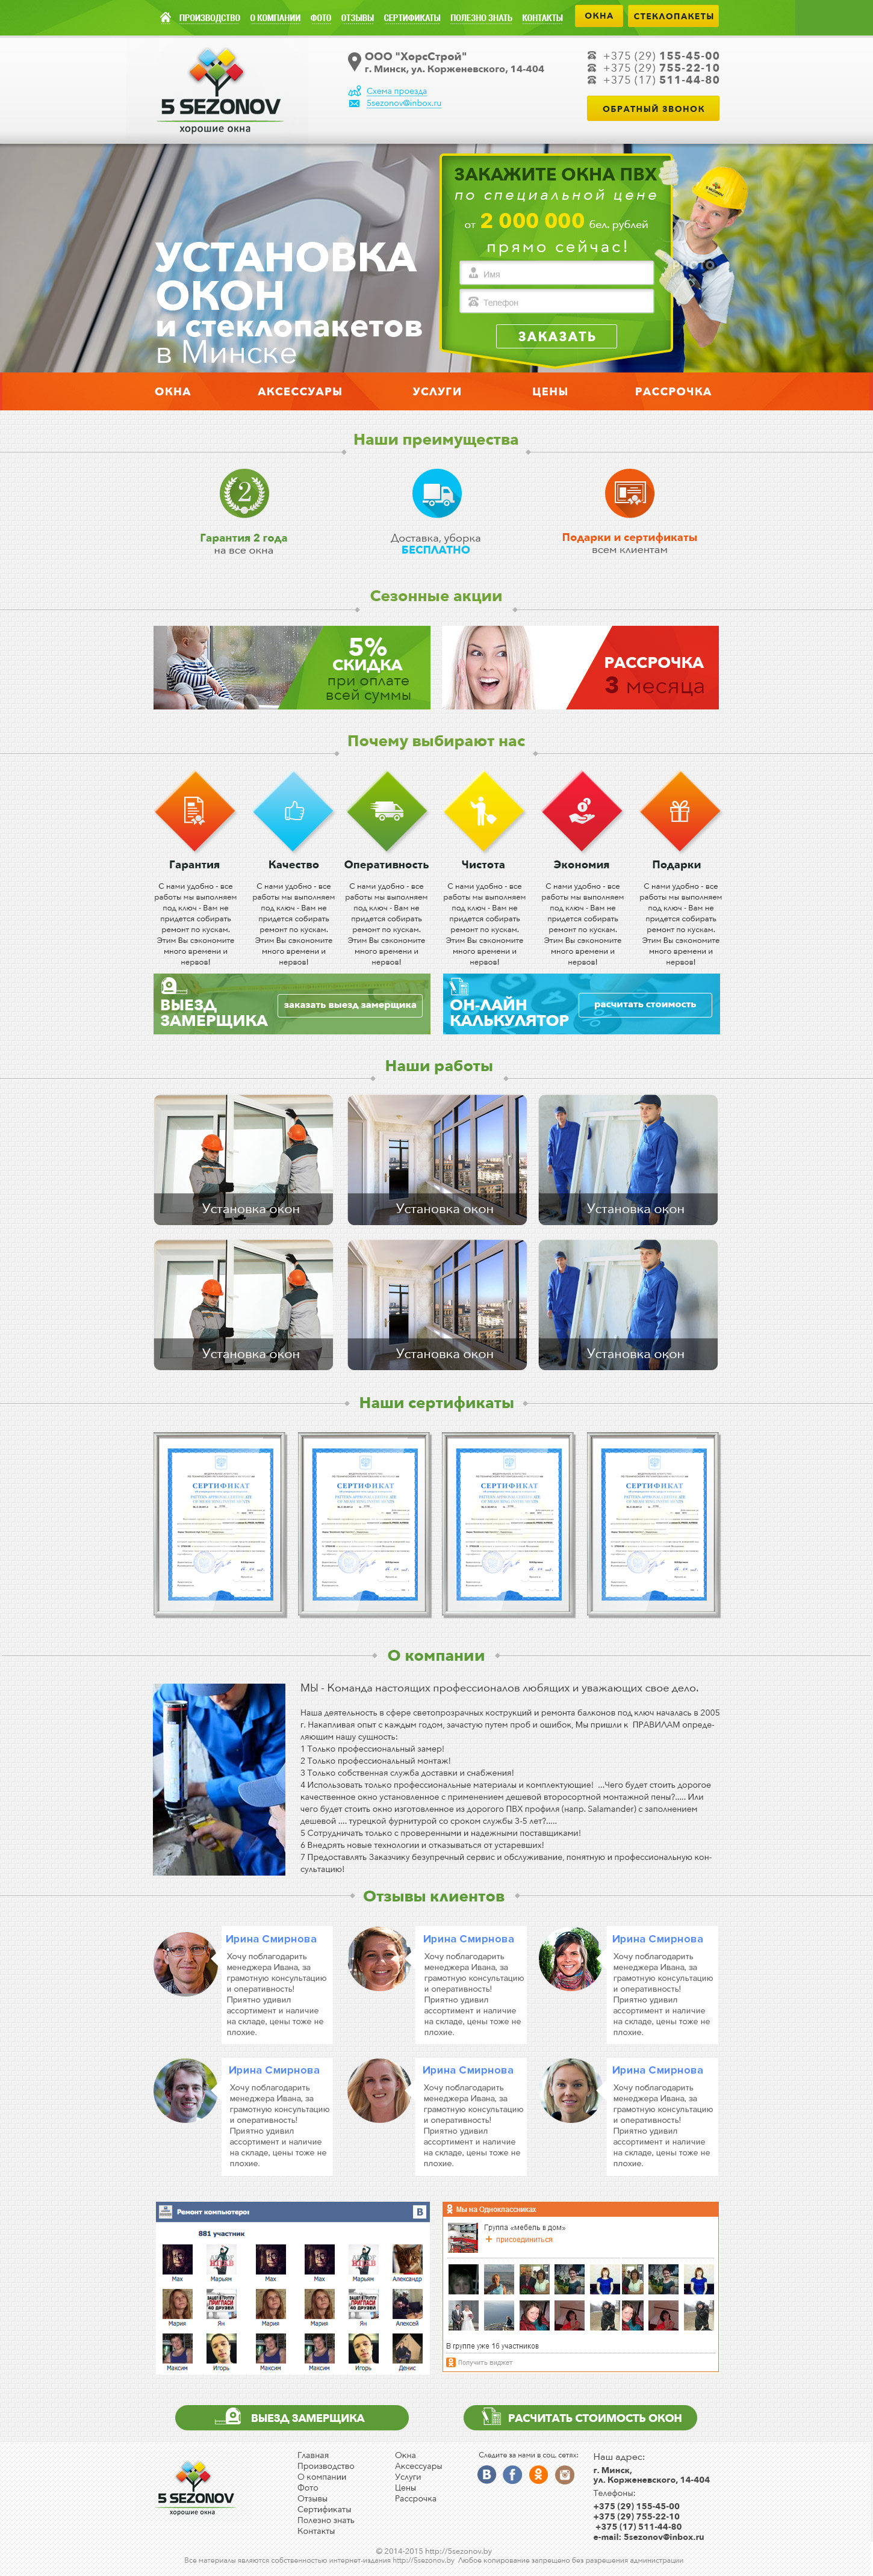 ПРОИЗВОДСТВО О КОМПАНИИ ФОТО ОТЗЫВЫ СЕРТИФИКАТЫ ПОЛЕЗНО ЗНАТЬ КОНТАКТЫ ОКНА СТЕКЛОПАКЕТЫ
5 SEZONOV
хорошие окна
ООО "ХорсСтрой"
г. Минск, ул. Корженевского, 14-404
Схема проезда
5sezonov@inbox.ru
+375 (29) 155-45-00
+375 (29) 755-22-10
+375 (17) 511-44-80
ОБРАТНЫЙ ЗВОНОК
УСТАНОВКА
ОКОН
и стеклопакетов
в Минске
ЗАКАЖИТЕ ОКНА ПВХ
по специальной цене
от 2 000 000 бел. рублей
прямо сейчас!
Имя
Телефон
ЗАКАЗАТЬ
5 SEZONOV
ОКНА АКСЕССУАРЫ УСЛУГИ ЦЕНЫ РАССРОЧКА
Наши преимущества
2
Гарантия 2 года
на все окна
Доставка, уборка
БЕСПЛАТНО
Подарки и сертификаты
всем клиентам
Сезонные акции
5%
СКИДКА
при оплате
всей суммы
РАССРОЧКА
3 месяца
Почему выбирают нас
Гарантия Качество Оперативность Чистота Экономия Подарки
С нами удобно - все С нами удобно - все С нами удобно - все С нами удобно - все С нами удобно - все С нами удобно - все
работы мы выполняем работы мы выполняем работы мы выполняем работы мы выполняем работы мы выполняем работы мы выполняем
под ключ - Вам не под ключ - Вам не под ключ - Вам не под ключ - Вам не под ключ - Вам не под ключ - Вам не
придется собирать придется собирать придется собирать придется собирать придется собирать придется собирать
ремонт по кускам. ремонт по кускам. ремонт по кускам. ремонт по кускам. ремонт по кускам. ремонт по кускам.
Этим Вы сэкономите Этим Вы сэкономите Этим Вы сэкономите Этим Вы сэкономите Этим Вы сэкономите Этим Вы сэкономите
много времени и много времени и много времени и много времени и много времени и много времени и
нервов! нервов! нервов! нервов! нервов! нервов!
ВЫЕЗД
ЗАМЕРЩИКА
заказать выезд замерщика
ОН-ЛАЙН
КАЛЬКУЛЯТОР
расчитать стоимость
Наши работы
Установка окон Установка окон Установка окон
Установка окон Установка окон Установка окон
Наши сертификаты
СЕРТИФИКАТ СЕРТИФИКАТ СЕРТИФИКАТ СЕРТИФИКАТ
О компании
МЫ - Команда настоящих профессионалов любящих и уважающих свое дело.
Наша деятельность в сфере светопрозрачных кострукций и ремонта балконов под ключ началась в 2005
г. Накапливая опыт с каждым годом, зачастую путем проб и ошибок, Мы пришли к ПРАВИЛАМ опреде-
ляющим нашу сущность:
1 Только профессиональный замер!
2 Только профессиональный монтаж!
3 Только собственная служба доставки и снабжения!
4 Использовать только профессиональные материалы и комплектующие! ...Чего будет стоить дорогое
качественное окно установленное с применением дешевой второсортной монтажной пены?..... Или
чего будет стоить окно изготовленное из дорогого ПВХ профиля (напр. Salamander) с заполнением
дешевой .... турецкой фурнитурой со сроком службы 3-5 лет?.....
5 Сотрудничать только с проверенными и надежными поставщиками!
6 Внедрять новые технологии и отказываться от устаревших!
7 Предоставлять Заказчику безупречный сервис и обслуживание, понятную и профессиональную кон-
сультацию!
Отзывы клиентов
Ирина Смирнова Ирина Смирнова Ирина Смирнова
Хочу поблагодарить Хочу поблагодарить Хочу поблагодарить
менеджера Ивана, за менеджера Ивана, за менеджера Ивана, за
грамотную консультацию грамотную консультацию грамотную консультацию
и оперативность! и оперативность! и оперативность!
Приятно удивил Приятно удивил Приятно удивил
ассортимент и наличие ассортимент и наличие ассортимент и наличие
на складе, цены тоже не на складе, цены тоже не на складе, цены тоже не
плохие. плохие. плохие.
Ирина Смирнова Ирина Смирнова Ирина Смирнова
Хочу поблагодарить Хочу поблагодарить Хочу поблагодарить
менеджера Ивана, за менеджера Ивана, за менеджера Ивана, за
грамотную консультацию грамотную консультацию грамотную консультацию
и оперативность! и оперативность! и оперативность!
Приятно удивил Приятно удивил Приятно удивил
ассортимент и наличие ассортимент и наличие ассортимент и наличие
на складе, цены тоже не на складе, цены тоже не на складе, цены тоже не
плохие. плохие. плохие.
Ремонт компьютеров В
881 участник
Мах Марьям Мах Мах Марьям Александр
Мария Ян Мария Мария Ян Алексей
Максим Игорь Максим Максим Игорь Денис
Мы на Одноклассниках
Группа «мебель в дом»
присоединиться
В группе уже 16 участников
Получить виджет
ВЫЕЗД ЗАМЕРЩИКА
РАСЧИТАТЬ СТОИМОСТЬ ОКОН
5 SEZONOV
хорошие окна
Главная
Производство
О компании
Фото
Отзывы
Сертификаты
Полезно знать
Контакты
Окна
Аксессуары
Услуги
Цены
Рассрочка
Следите за нами в соц. сетях:
Наш адрес:
г. Минск,
ул. Корженевского, 14-404
Телефоны:
+375 (29) 155-45-00
+375 (29) 755-22-10
+375 (17) 511-44-80
e-mail: 5sezonov@inbox.ru
© 2014-2015 http://5sezonov.by
Все материалы являются собственностью интернет-издания http://5sezonov.by Любое копирование запрещено без разрешения администрации